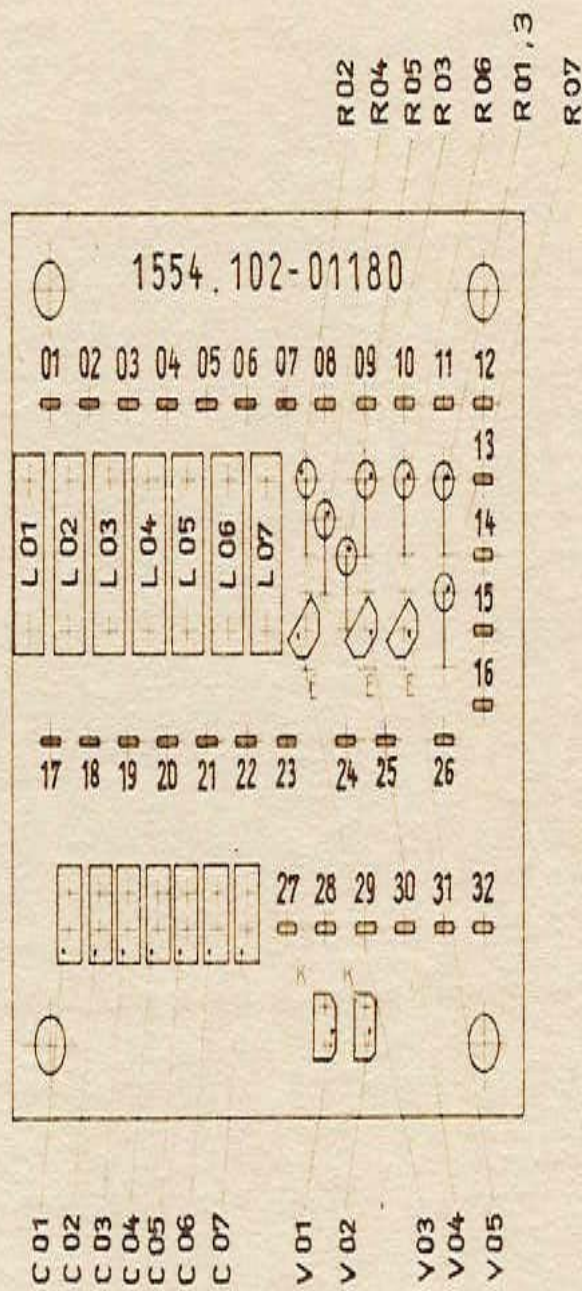 R 02
R 04
R 05
R 03
R 06
R 01,3
R 07
1554.102-01180
01 02 03 04 05 06 07 08 09 10 11 12
13
14
15
16
L 01
L 02
L 03
L 04
L 05
L 06
L 07
E E E
17 18 19 20 21 22 23 24 25 26
27 28 29 30 31 32
K K
C 01
C 02
C 03
C 04
C 05
C 06
C 07
V 01
V 02
V 03
V 04
V 05